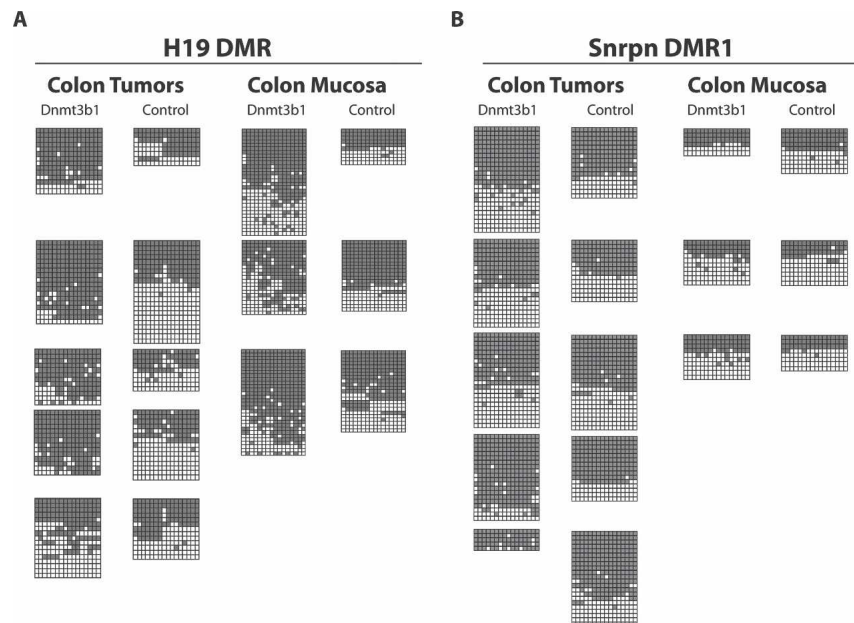 A
H19 DMR
Colon Tumors Colon Mucosa
Dnmt3b1 Control Dnmt3b1 Control
B
Snrpn DMR1
Colon Tumors Colon Mucosa
Dnmt3b1 Control Dnmt3b1 Control